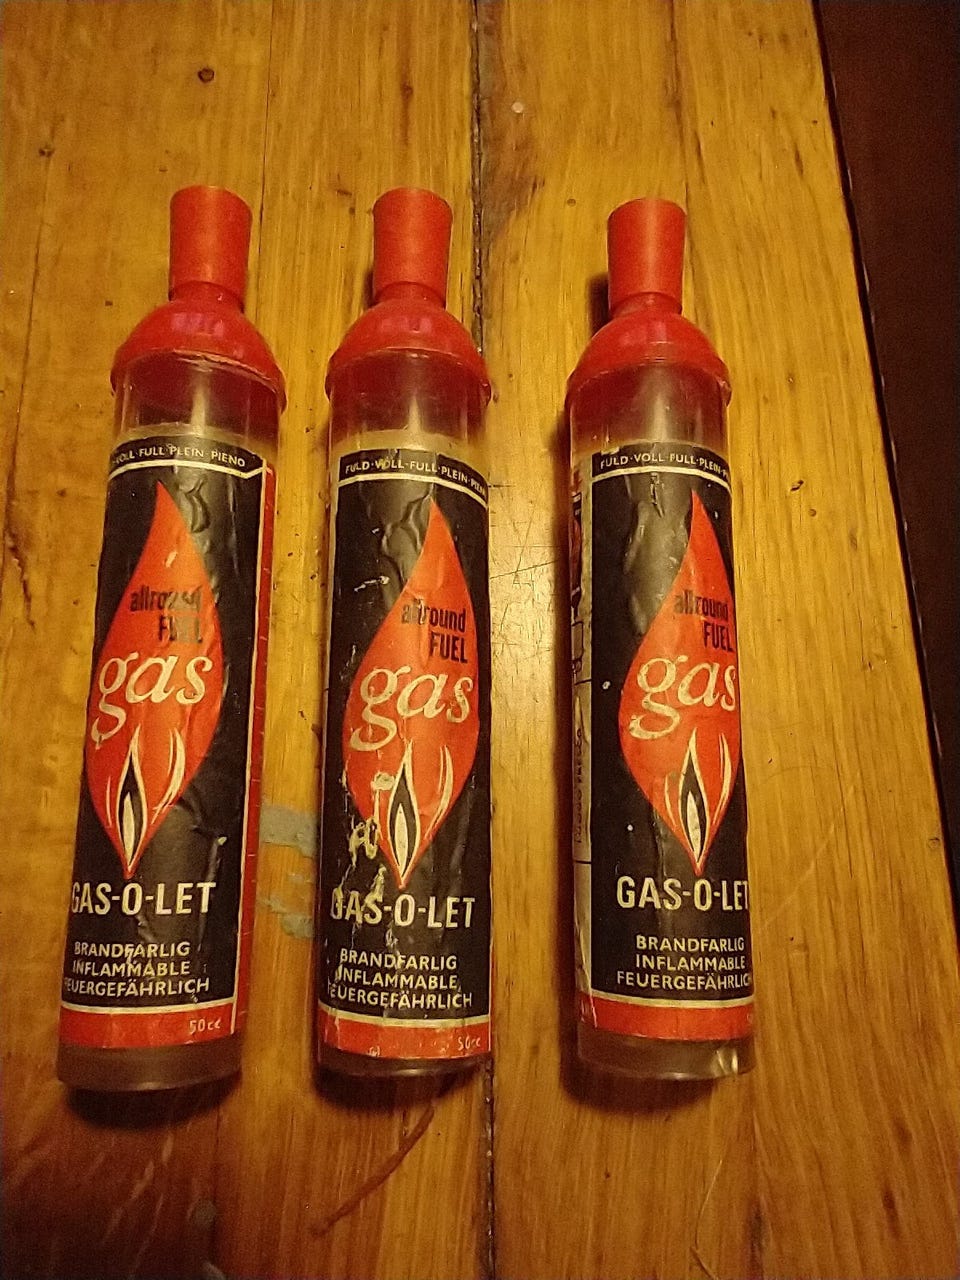 VOLL·FULL·PLEIN·PIENO
allround
FUEL
gas
GAS-O-LET
BRANDFARLIG
INFLAMMABLE
FEUERGEFÄHRLICH
50cc
FULD·VOLL·FULL·PLEIN·PIENO
allround
FUEL
gas
GAS-O-LET
BRANDFARLIG
INFLAMMABLE
FEUERGEFÄHRLICH
50cc
FULD·VOLL·FULL·PLEIN·P
allround
FUEL
gas
GAS-O-LET
BRANDFARLIG
INFLAMMABLE
FEUERGEFÄHRLICH